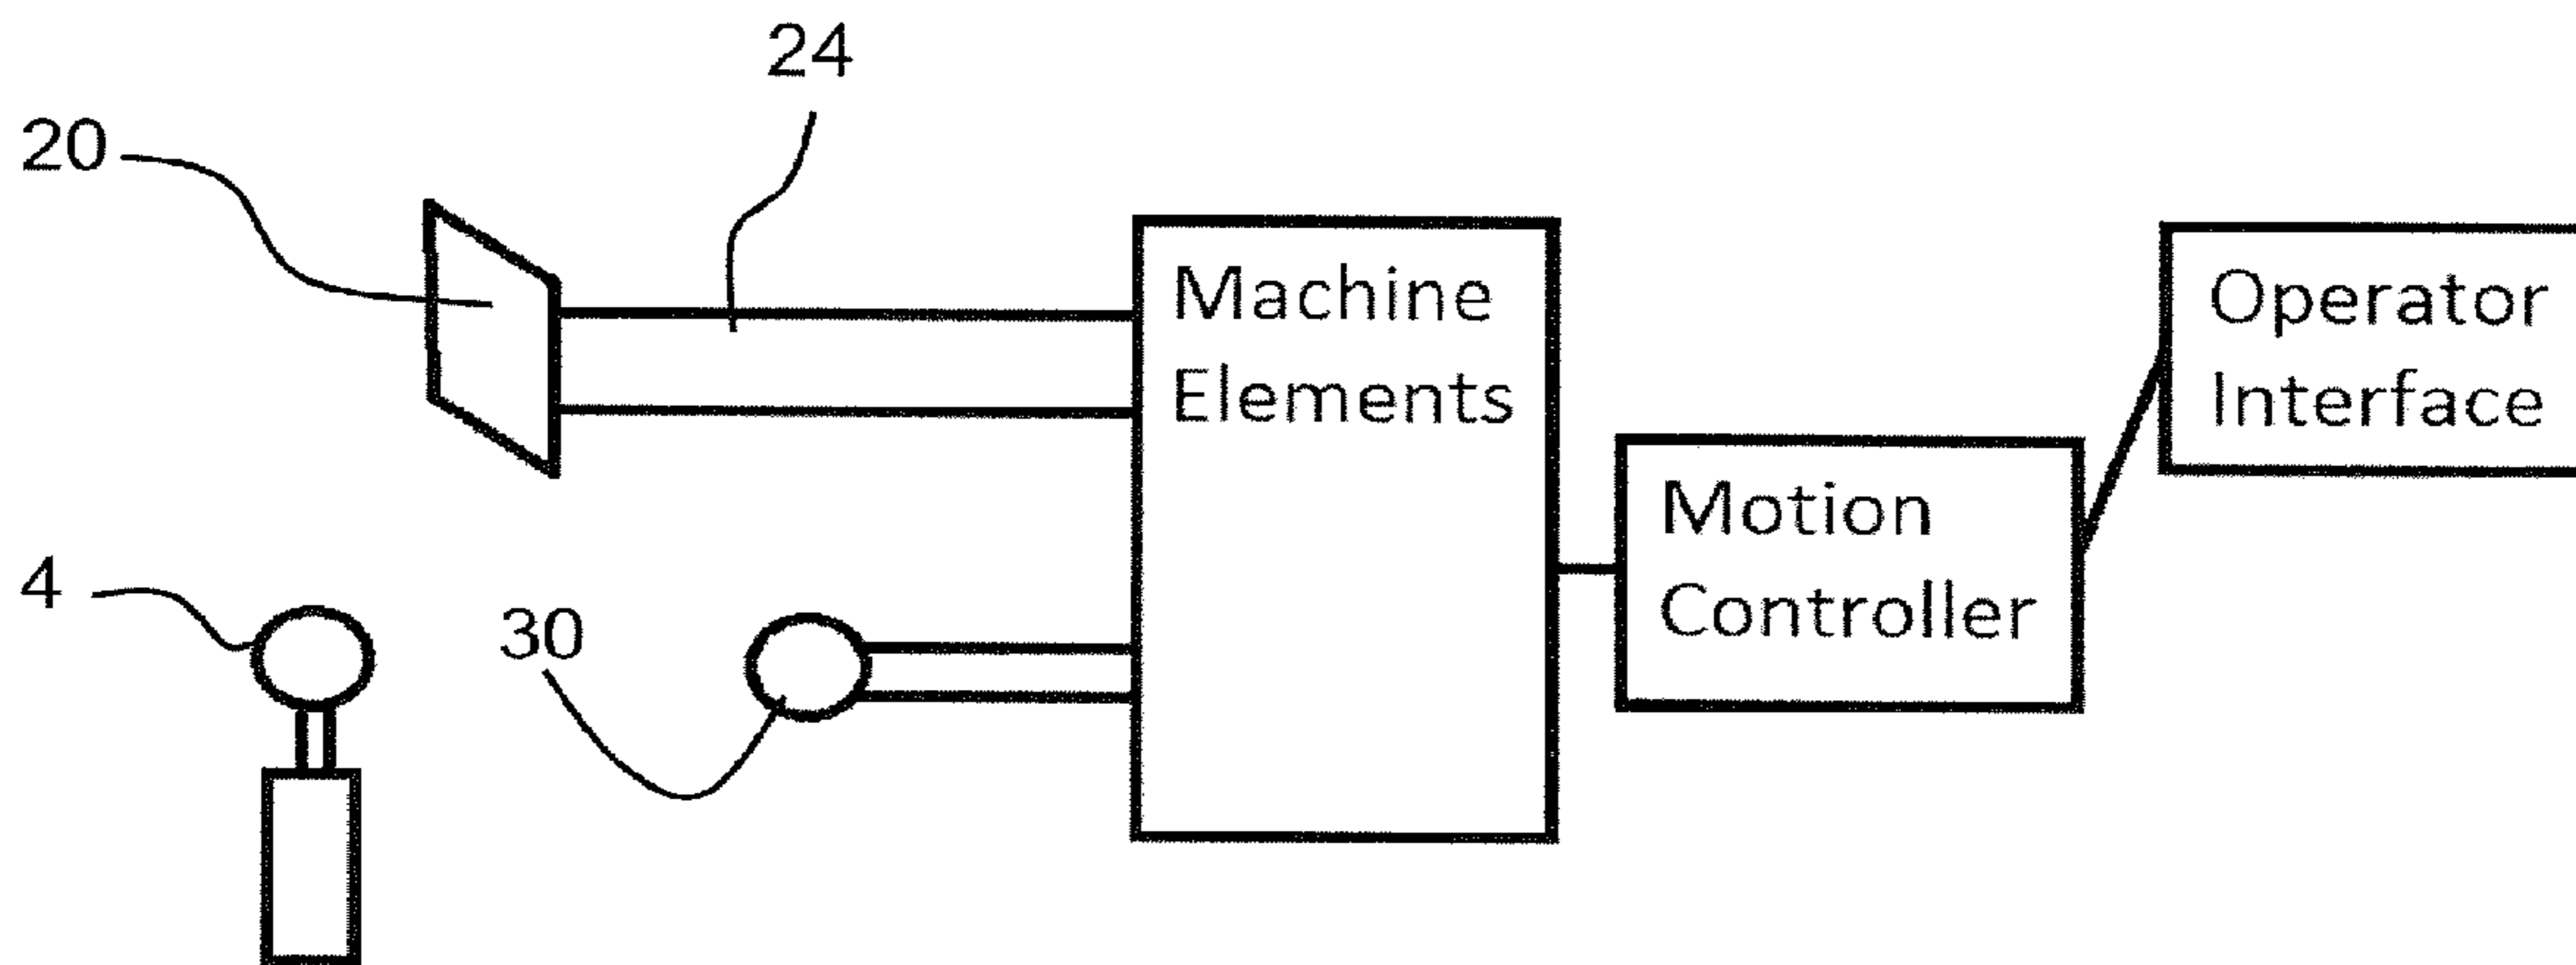 24
20
Machine
Elements
Operator
Interface
Motion
Controller
4
30